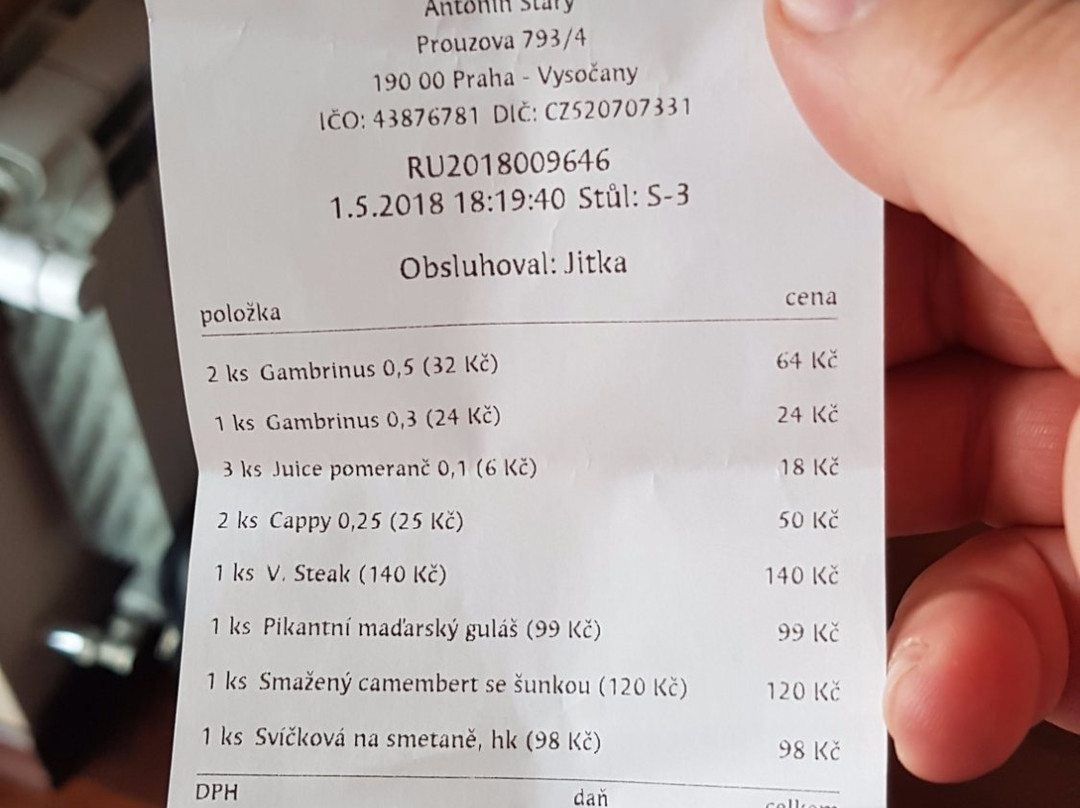 Antonín Starý
Prouzova 793/4
190 00 Praha - Vysočany
IČO: 43876781 DIČ: CZ520707331
RU2018009646
1.5.2018 18:19:40 Stůl: S-3
Obsluhoval: Jitka
položka cena
2 ks Gambrinus 0,5 (32 Kč) 64 Kč
1 ks Gambrinus 0,3 (24 Kč) 24 Kč
3 ks Juice pomeranč 0,1 (6 Kč) 18 Kč
2 ks Cappy 0,25 (25 Kč) 50 Kč
1 ks V. Steak (140 Kč) 140 Kč
1 ks Pikantní maďarský guláš (99 Kč) 99 Kč
1 ks Smažený camembert se šunkou (120 Kč) 120 Kč
1 ks Svíčková na smetaně, hk (98 Kč) 98 Kč
DPH daň celkem